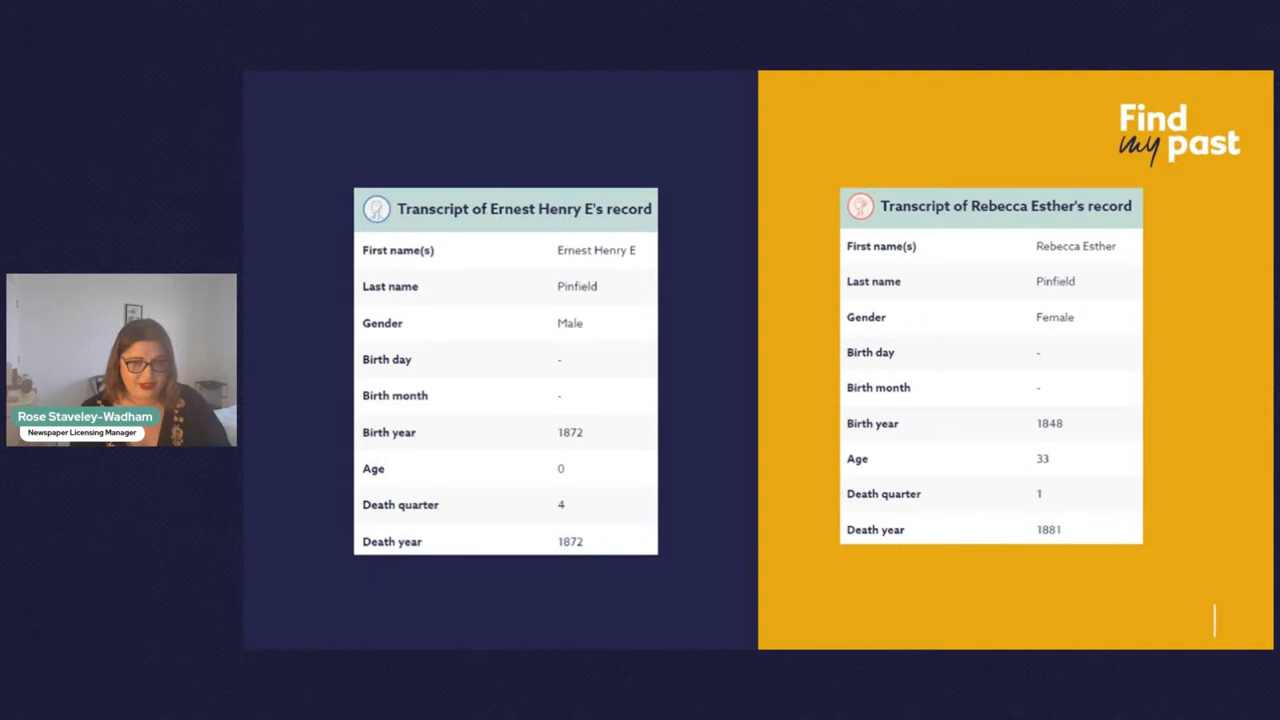 Find
my past
Transcript of Ernest Henry E's record
First name(s) Ernest Henry E
Last name Pinfield
Gender Male
Birth day -
Birth month -
Birth year 1872
Age 0
Death quarter 4
Death year 1872
Transcript of Rebecca Esther's record
First name(s) Rebecca Esther
Last name Pinfield
Gender Female
Birth day -
Birth month -
Birth year 1848
Age 33
Death quarter 1
Death year 1881
Rose Staveley-Wadham
Newspaper Licensing Manager